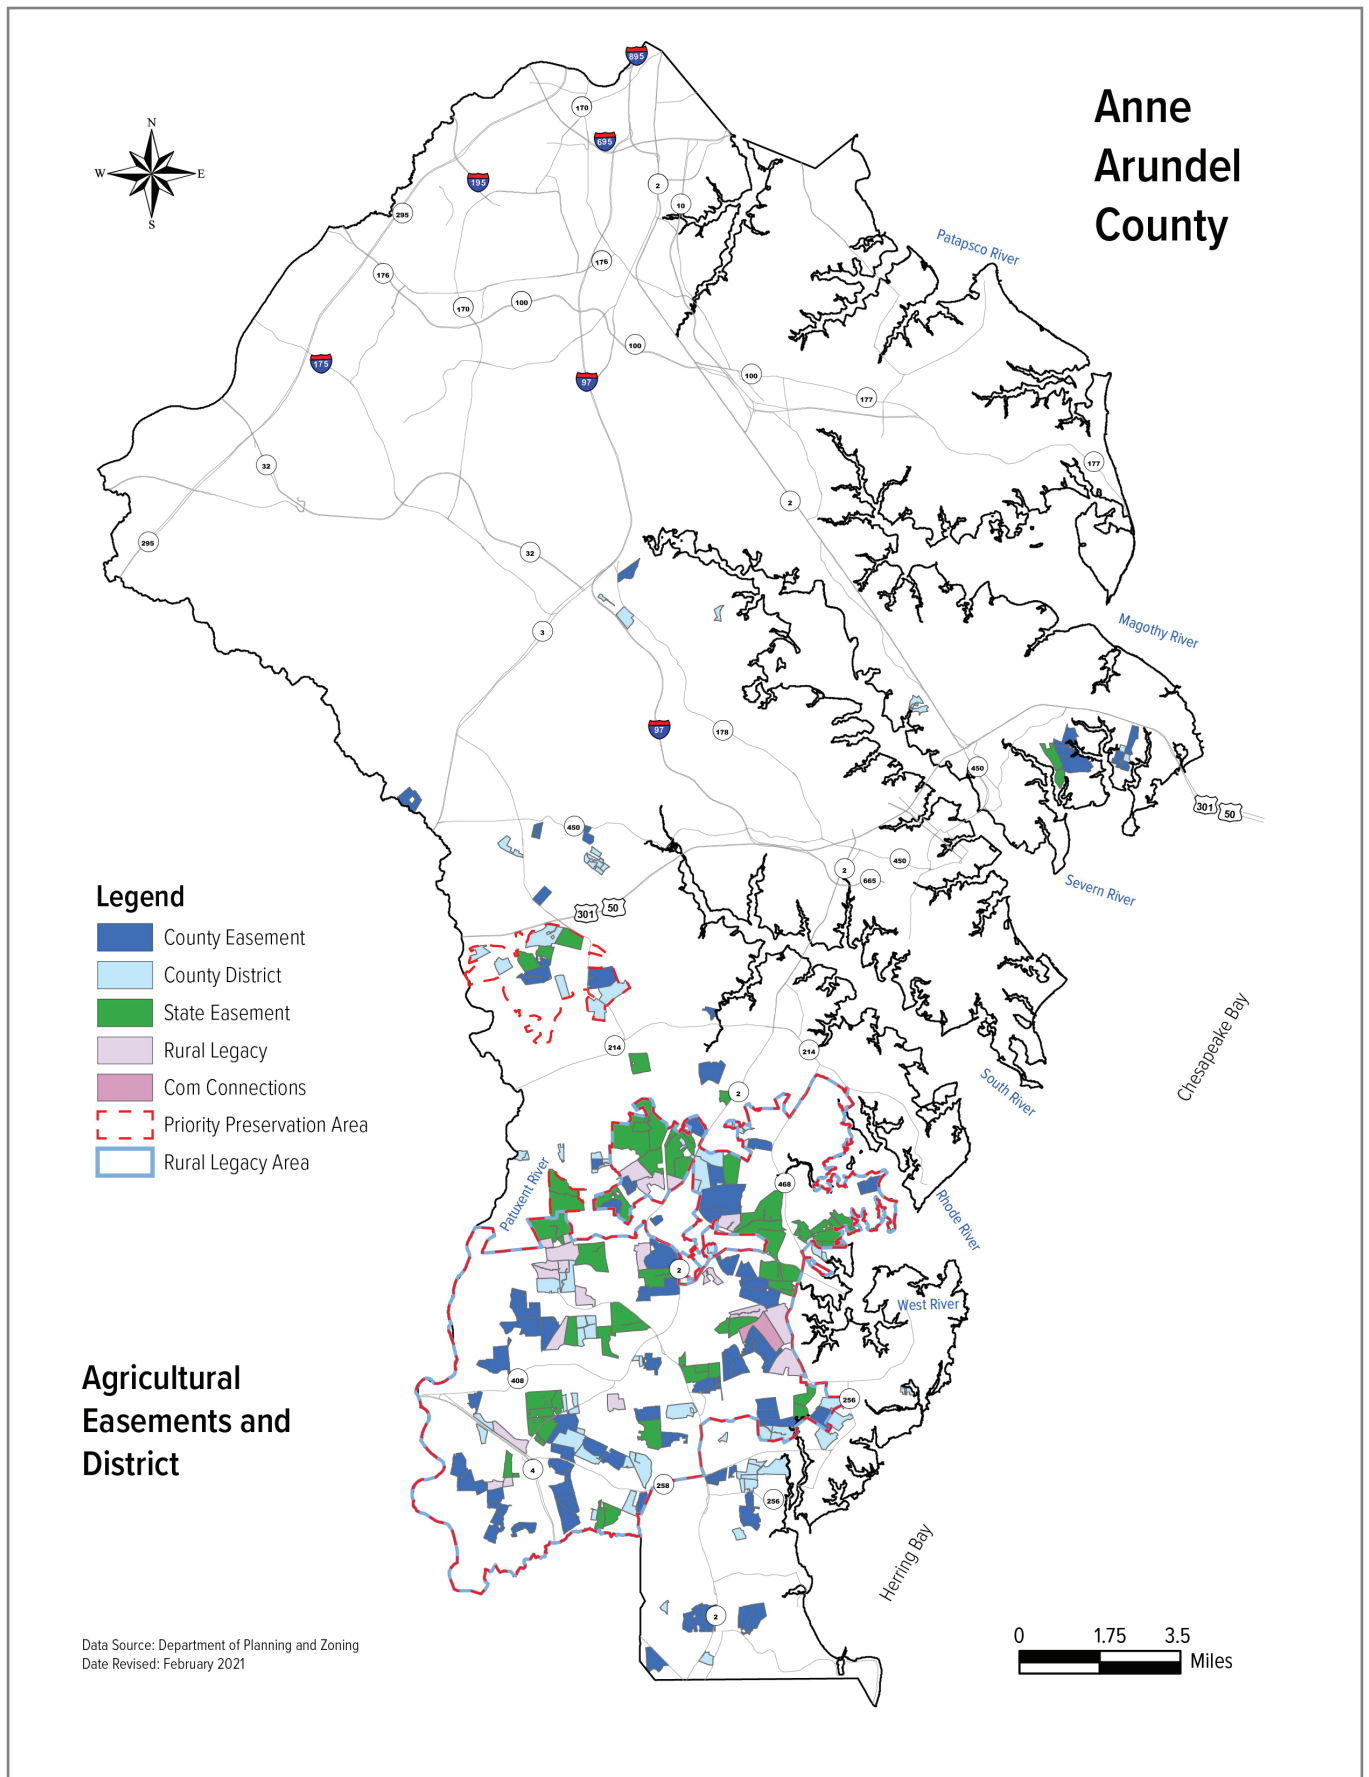 Anne
Arundel
County
N
W
E
S
895
170
695
195
2
10
295
Patapsco River
176
176
170
100
100
175
97
100
177
177
32
2
295
32
3
Magothy River
97
178
450
301
50
450
2
450
665
Severn River
301
50
Legend
County Easement
County District
State Easement
Rural Legacy
Com Connections
Priority Preservation Area
Rural Legacy Area
214
214
2
Chesapeake Bay
South River
Patuxent River
468
Rhode River
2
West River
408
256
4
258
256
Herring Bay
2
Agricultural
Easements and
District
Data Source: Department of Planning and Zoning
Date Revised: February 2021
0 1.75 3.5
Miles